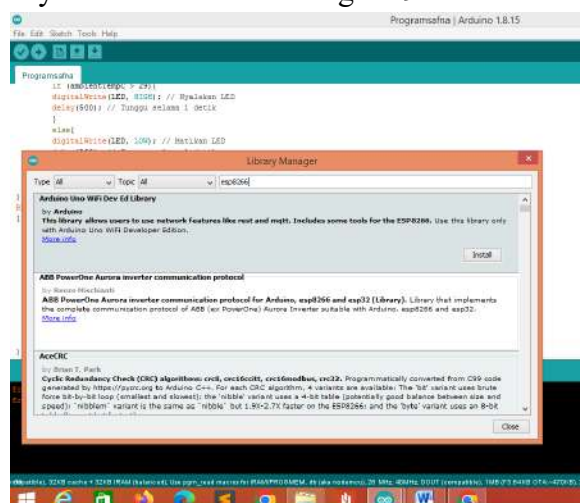 Programsafna | Arduino 1.8.15
File Edit Sketch Tools Help
Programsafna
if (ambientTempC > 29){
digitalWrite(LED, HIGH); // Nyalakan LED
delay(500); // Tunggu selama 1 detik
}
else{
digitalWrite(LED, LOW); // Matikan LED
Library Manager
Type All Topic All esp8266
Arduino Uno WiFi Dev Ed Library
by Arduino
This library allows users to use network features like rest and mqtt. Includes some tools for the ESP8266. Use this library only
with Arduino Uno WiFi Developer Edition.
More info
Install
ABB PowerOne Aurora inverter communication protocol
by Renzo Mischianti
ABB PowerOne Aurora inverter communication protocol for Arduino, esp8266 and esp32 (Library). Library that implements
the complete communication protocol of ABB (ex PowerOne) Aurora Inverter suitable with Arduino, esp8266 and esp32.
More info
AceCRC
by Brian T. Park
Cyclic Redundancy Check (CRC) algorithms: crc8, crc16ccitt, crc16modbus, crc32. Programmatically converted from C99 code
generated by https://pycrc.org to Arduino C++. For each CRC algorithm, 4 variants are available: The 'bit' variant uses brute
force bit-by-bit loop (smallest and slowest); the 'nibble' variant uses a 4-bit table (potentially good balance between size and
speed); 'nibblem' variant is the same as 'nibble' but 1.9X-2.7X faster on the ESP8266; and the 'byte' variant uses an 8-bit
Close